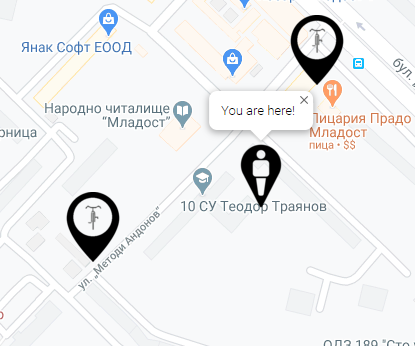 Янак Софт ЕООД
бул.
You are here!
Народно читалище
“Младост”
Пицария Прадо
Младост
пица • $$
рница
10 СУ Теодор Траянов
ул. „Методи Андонов“
ОДЗ 189 "Сто